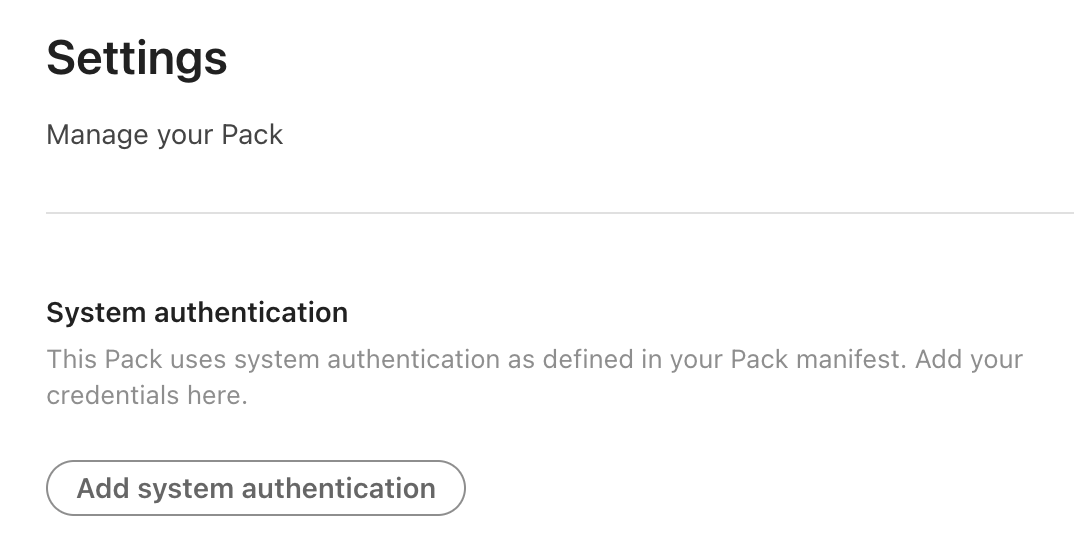 Settings
Manage your Pack
System authentication
This Pack uses system authentication as defined in your Pack manifest. Add your
credentials here.
Add system authentication